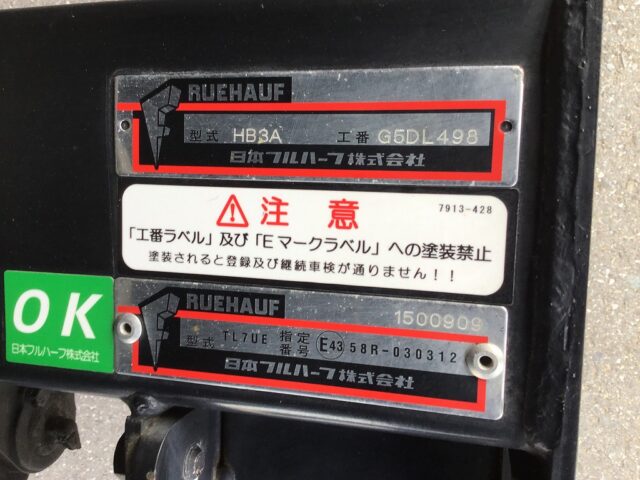 RUEHAUF
型式 HB3A 工番 G5DL498
日本フルハーフ株式会社
注意
7913-428
「工番ラベル」及び「Eマークラベル」への塗装禁止
塗装されると登録及び継続車検が通りません!!
OK
日本フルハーフ株式会社
RUEHAUF
1500909
型式 TL7UE 指定番号 E43 58R-030312
日本フルハーフ株式会社